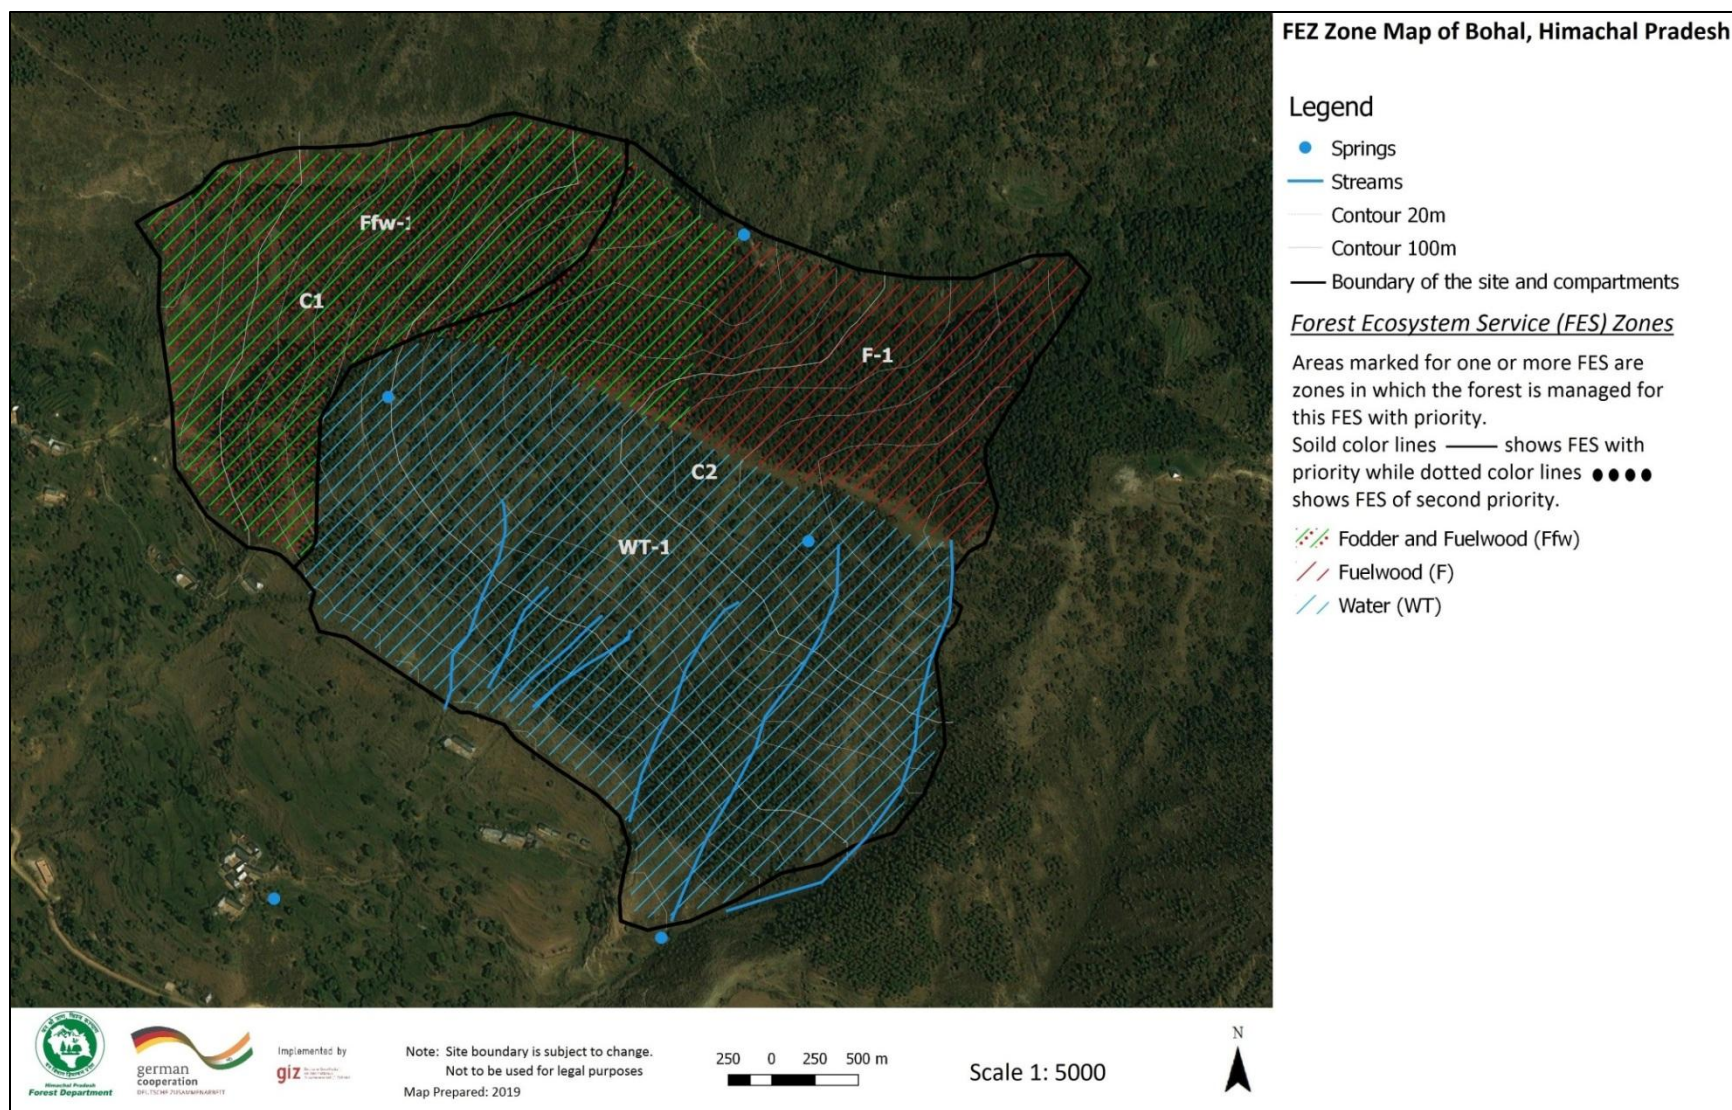 FEZ Zone Map of Bohal, Himachal Pradesh
Legend
Springs
Streams
Contour 20m
Contour 100m
Boundary of the site and compartments
Forest Ecosystem Service (FES) Zones
Areas marked for one or more FES are
zones in which the forest is managed for
this FES with priority.
Soild color lines shows FES with
priority while dotted color lines
shows FES of second priority.
Fodder and Fuelwood (Ffw)
Fuelwood (F)
Water (WT)
Ffw-1
C1
F-1
C2
WT-1
Himachal Pradesh
Forest Department
german
cooperation
DEUTSCHE ZUSAMMENARBEIT
Implemented by
giz
Note: Site boundary is subject to change.
Not to be used for legal purposes
Map Prepared: 2019
250 0 250 500 m
Scale 1: 5000
N